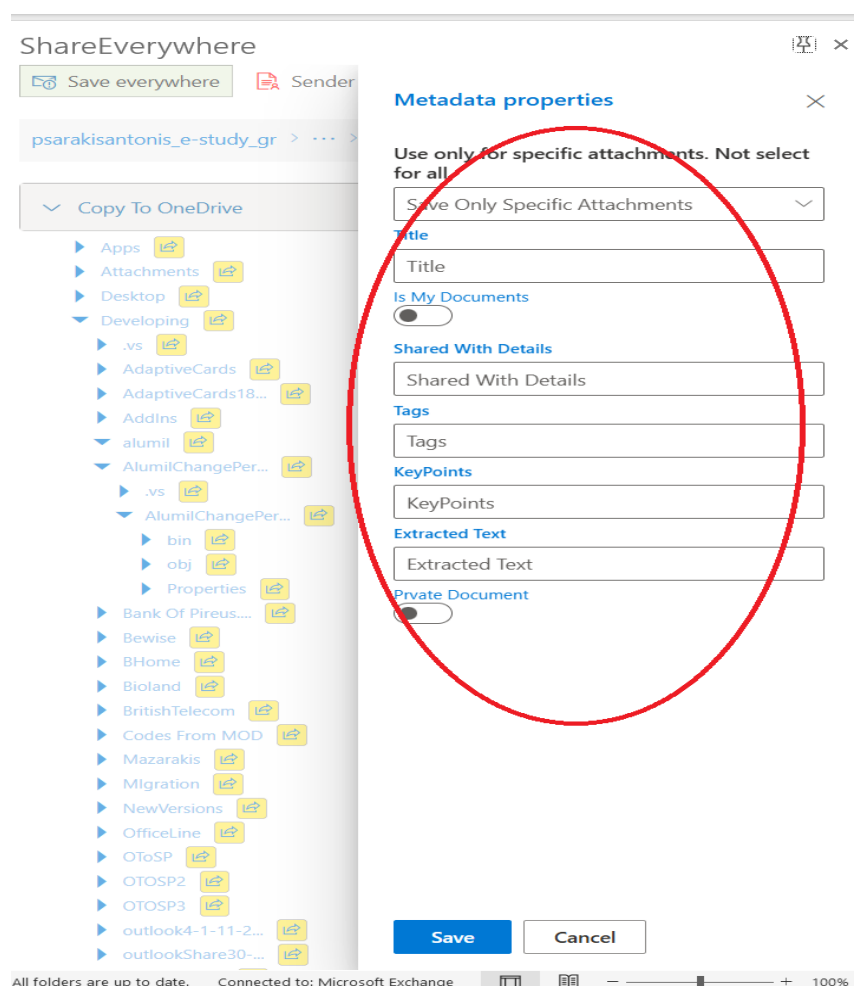 ShareEverywhere
Save everywhere
Sender
psarakisantonis_e-study_gr > ··· >
Copy To OneDrive
Apps
Attachments
Desktop
Developing
.vs
AdaptiveCards
AdaptiveCards18...
AddIns
alumil
AlumilChangePer...
.vs
AlumilChangePer...
bin
obj
Properties
Bank Of Pireus....
Bewise
BHome
Bioland
BritishTelecom
Codes From MOD
Mazarakis
MIgration
NewVersions
OfficeLine
OToSP
OTOSP2
OTOSP3
outlook4-1-11-2...
outlookShare30-...
Metadata properties
Use only for specific attachments. Not select
for all
Save Only Specific Attachments
Title
Title
Is My Documents
Shared With Details
Shared With Details
Tags
Tags
KeyPoints
KeyPoints
Extracted Text
Extracted Text
Prvate Document
Save
Cancel
All folders are up to date.
Connected to: Microsoft Exchange
100%